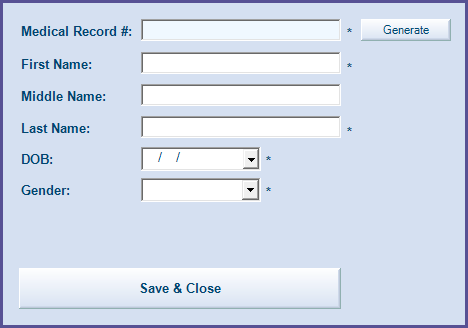 Medical Record #: * Generate
First Name: *
Middle Name:
Last Name: *
DOB: / / *
Gender: *
Save & Close